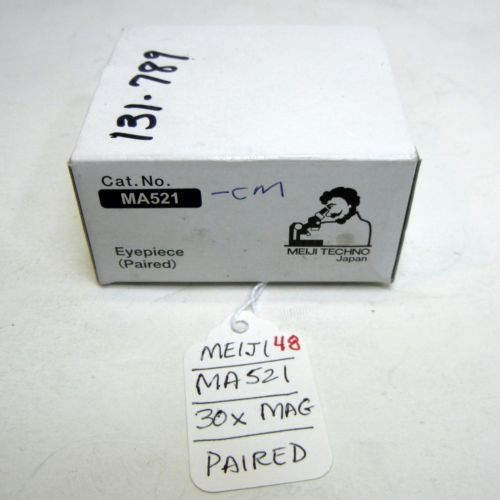 131.789
Cat. No.
MA521 -CM
Eyepiece
(Paired)
MEIJI TECHNO
Japan
MEIJI 48
MA521
30x MAG
PAIRED